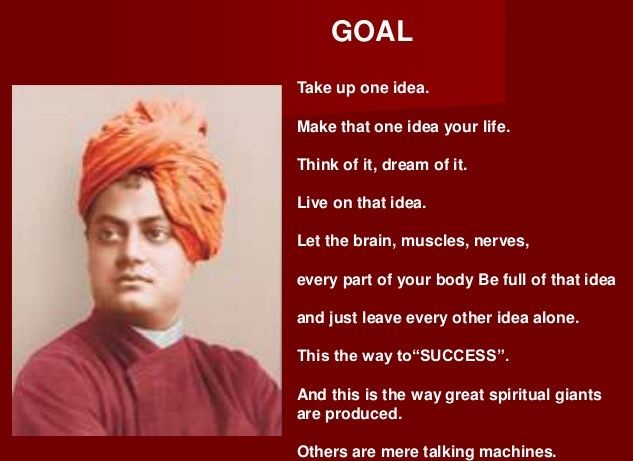 GOAL
Take up one idea.
Make that one idea your life.
Think of it, dream of it.
Live on that idea.
Let the brain, muscles, nerves,
every part of your body Be full of that idea
and just leave every other idea alone.
This the way to“SUCCESS”.
And this is the way great spiritual giants
are produced.
Others are mere talking machines.